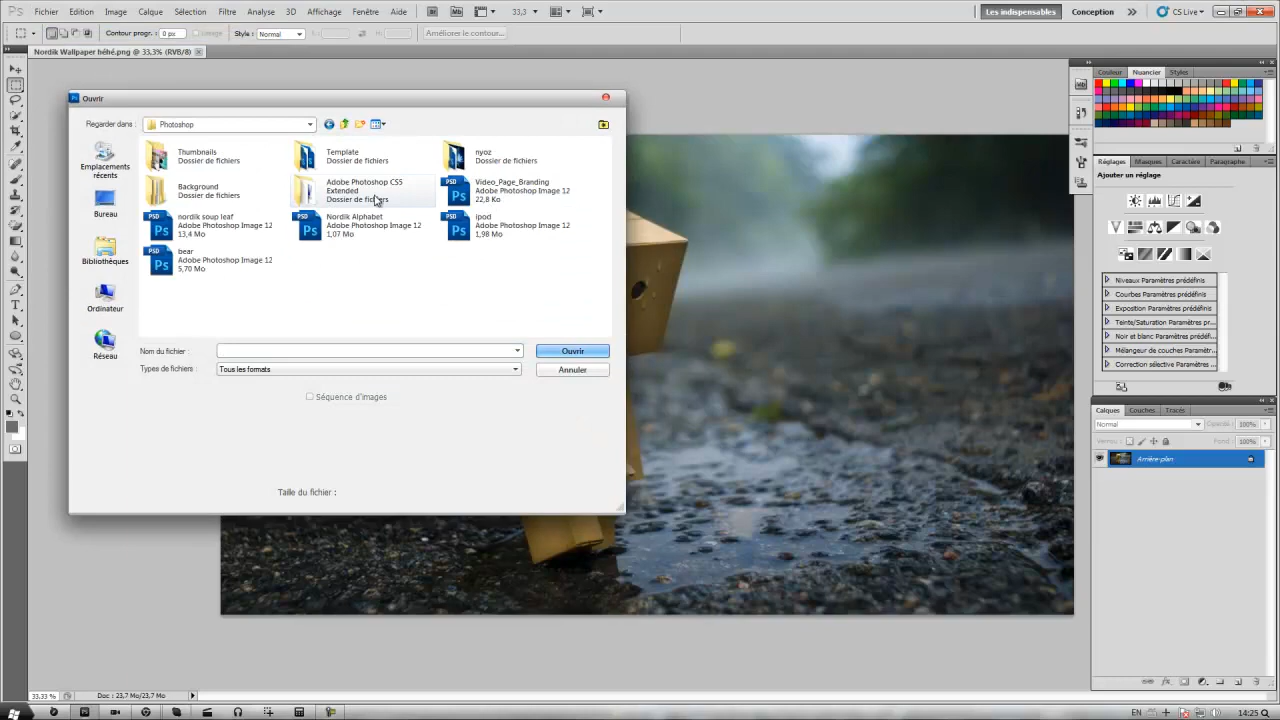 Ps Fichier Edition Image Calque Sélection Filtre Analyse 3D Affichage Fenêtre Aide Br Mb 33,3 Les indispensables Conception CS Live
Contour progr. : 0 px Lissage Style : Normal Améliorer le contour...
Nordik Wallpaper héhé.png @ 33,3% (RVB/8)
Ouvrir
Regarder dans : Photoshop
Emplacements récents
Bureau
Bibliothèques
Ordinateur
Réseau
Thumbnails
Dossier de fichiers
Template
Dossier de fichiers
nyoz
Dossier de fichiers
Background
Dossier de fichiers
Adobe Photoshop CS5
Extended
Dossier de fichiers
Video_Page_Branding
Adobe Photoshop Image 12
22,8 Ko
nordik soup leaf
Adobe Photoshop Image 12
13,4 Mo
Nordik Alphabet
Adobe Photoshop Image 12
1,07 Mo
ipod
Adobe Photoshop Image 12
1,98 Mo
bear
Adobe Photoshop Image 12
5,70 Mo
Nom du fichier : Ouvrir
Types de fichiers : Tous les formats Annuler
Séquence d'images
Taille du fichier :
Couleur Nuancier Styles
Réglages Masques Caractère Paragraphe
Ajouter un réglage
Niveaux Paramètres prédéfinis
Courbes Paramètres prédéfinis
Exposition Paramètres prédéfinis
Teinte/Saturation Paramètres pr...
Noir et blanc Paramètres prédéfi...
Mélangeur de couches Paramètr...
Correction sélective Paramètres ...
Calques Couches Tracés
Normal Opacité : 100%
Verrou : Fond : 100%
Arrière-plan
33,33 % Doc : 23,7 Mo/23,7 Mo
EN 14:25